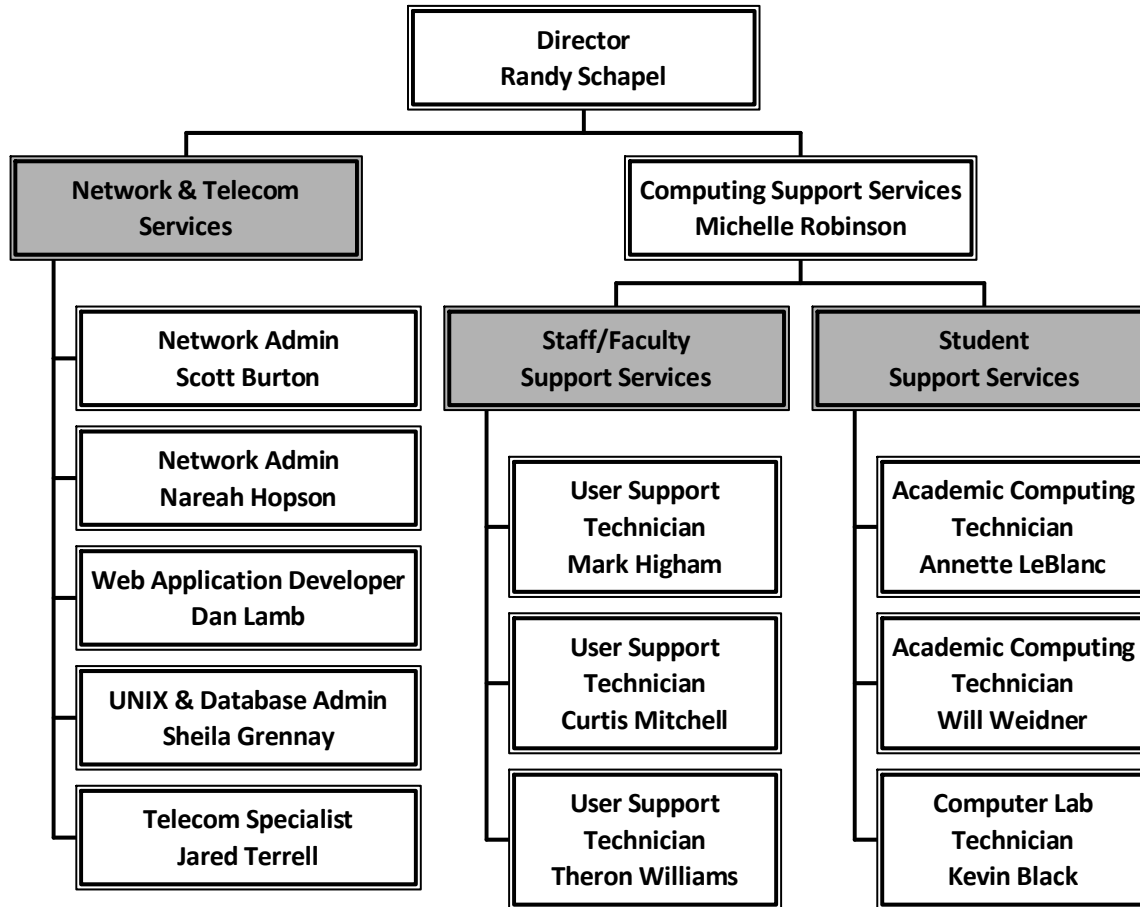 Director
Randy Schapel
Network & Telecom
Services
Computing Support Services
Michelle Robinson
Network Admin
Scott Burton
Network Admin
Nareah Hopson
Web Application Developer
Dan Lamb
UNIX & Database Admin
Sheila Grennay
Telecom Specialist
Jared Terrell
Staff/Faculty
Support Services
User Support
Technician
Mark Higham
User Support
Technician
Curtis Mitchell
User Support
Technician
Theron Williams
Student
Support Services
Academic Computing
Technician
Annette LeBlanc
Academic Computing
Technician
Will Weidner
Computer Lab
Technician
Kevin Black